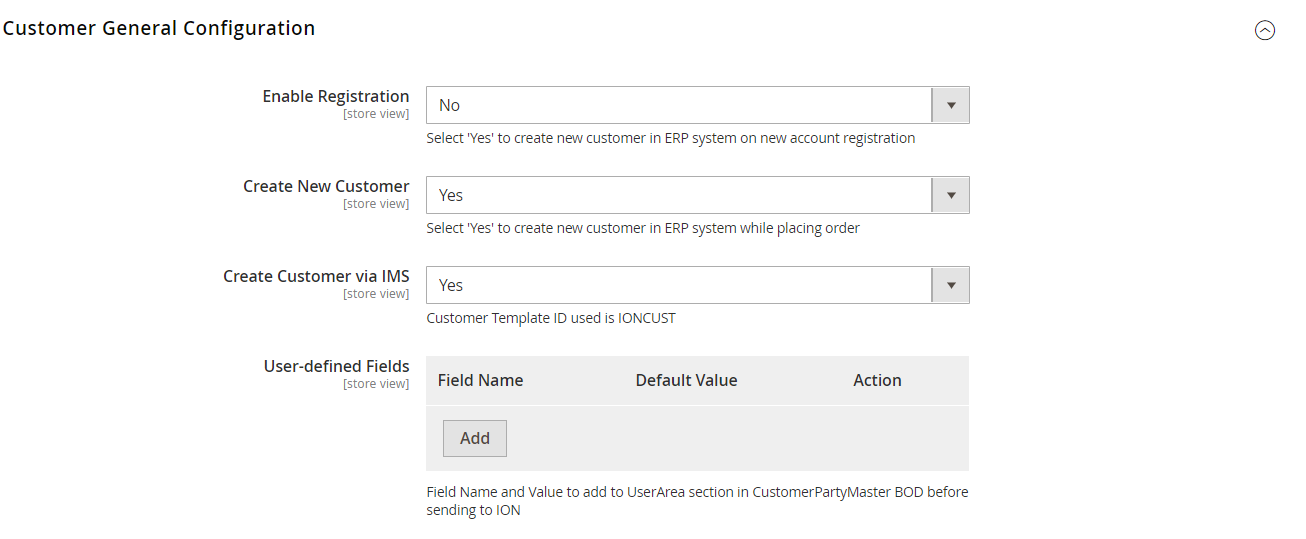 Customer General Configuration
Enable Registration
[store view]
No
Select 'Yes' to create new customer in ERP system on new account registration
Create New Customer
[store view]
Yes
Select 'Yes' to create new customer in ERP system while placing order
Create Customer via IMS
[store view]
Yes
Customer Template ID used is IONCUST
User-defined Fields
[store view]
Field Name Default Value Action
Add
Field Name and Value to add to UserArea section in CustomerPartyMaster BOD before
sending to ION